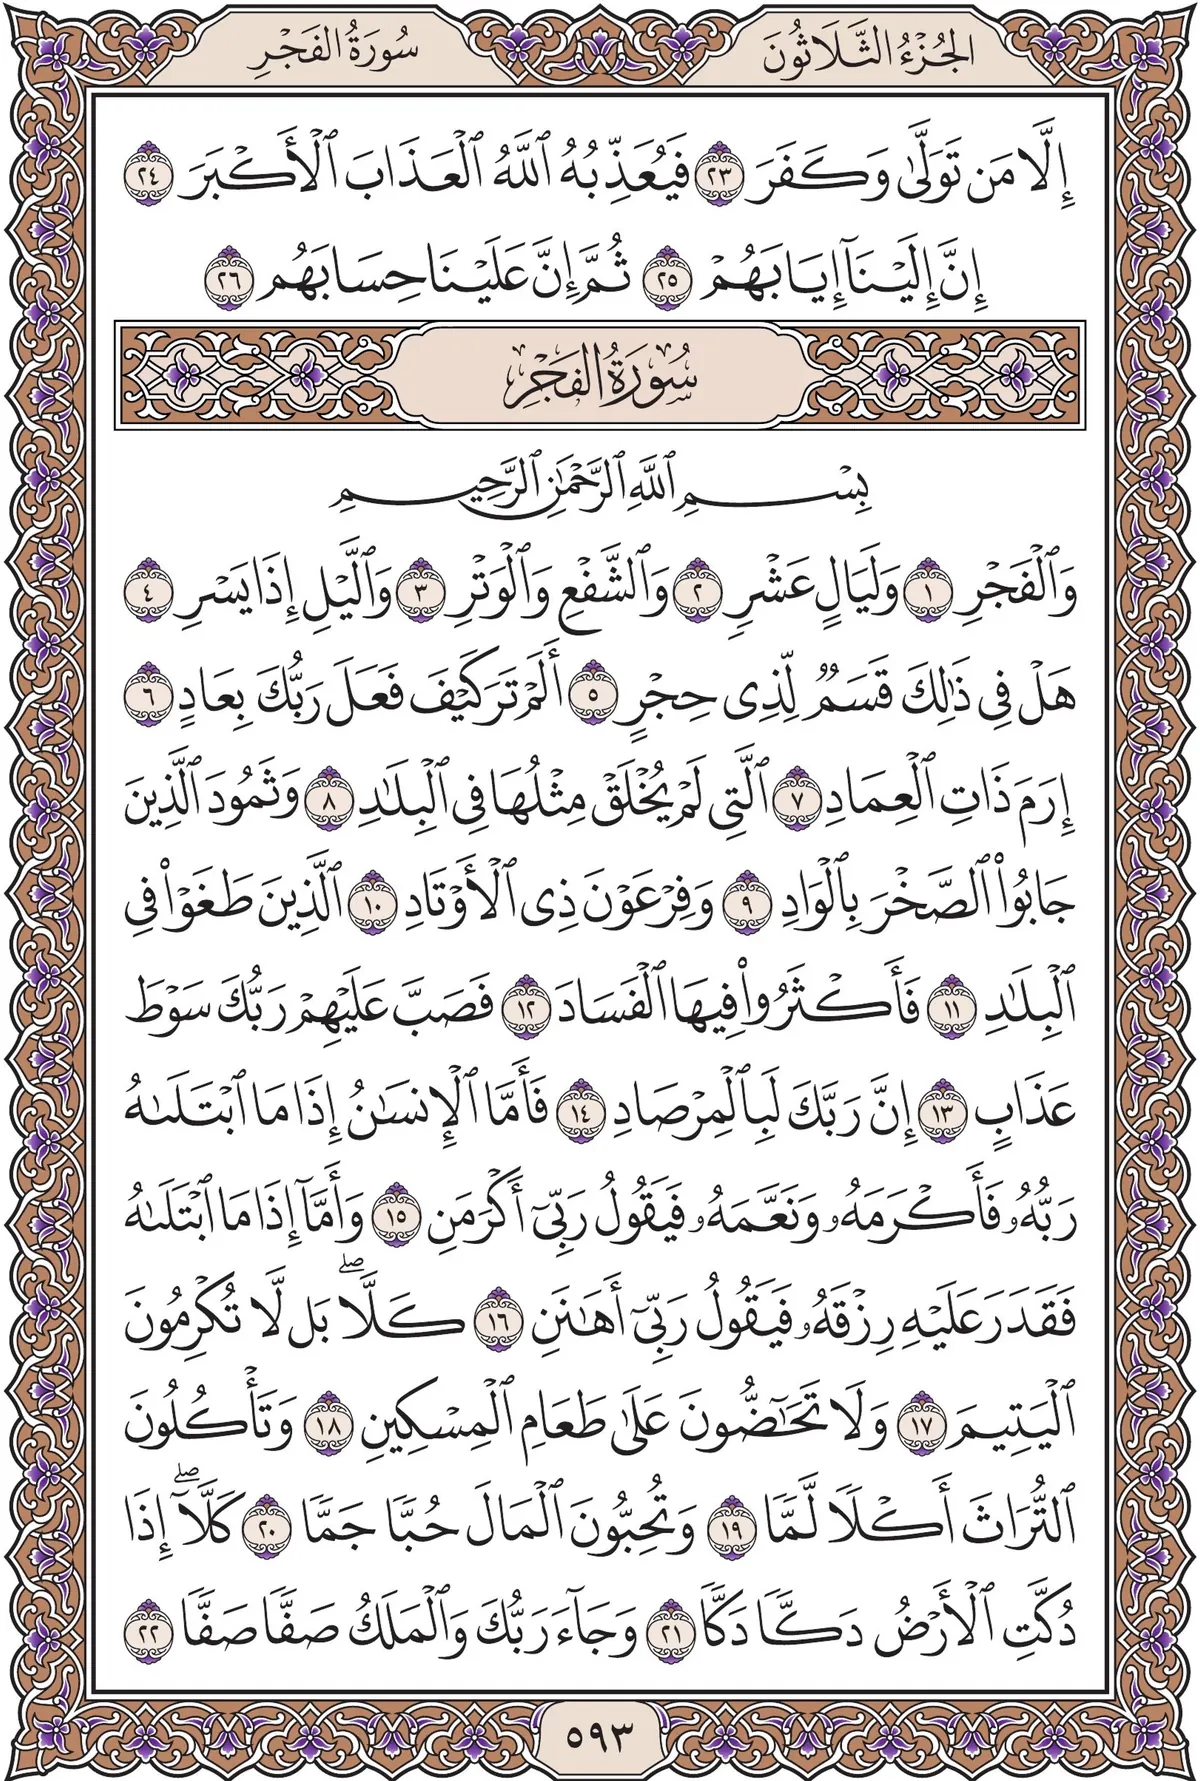 الجُزْءُ الثَّلَاثُونَ
سُورَةُ الفَجْرِ
إِلَّا مَن تَوَلَّىٰ وَكَفَرَ ٢٣ فَيُعَذِّبُهُ ٱللَّهُ ٱلْعَذَابَ ٱلْأَكْبَرَ ٢٤
إِنَّ إِلَيْنَآ إِيَابَهُمْ ٢٥ ثُمَّ إِنَّ عَلَيْنَا حِسَابَهُم ٢٦
سُورَةُ الفَجْرِ
بِسْمِ ٱللَّهِ ٱلرَّحْمَٰنِ ٱلرَّحِيمِ
وَٱلْفَجْرِ ١ وَلَيَالٍ عَشْرٍ ٢ وَٱلشَّفْعِ وَٱلْوَتْرِ ٣ وَٱلَّيْلِ إِذَا يَسْرِ ٤
هَلْ فِى ذَٰلِكَ قَسَمٌ لِّذِى حِجْرٍ ٥ أَلَمْ تَرَ كَيْفَ فَعَلَ رَبُّكَ بِعَادٍ ٦
إِرَمَ ذَاتِ ٱلْعِمَادِ ٧ ٱلَّتِى لَمْ يُخْلَقْ مِثْلُهَا فِى ٱلْبِلَٰدِ ٨ وَثَمُودَ ٱلَّذِينَ
جَابُوا۟ ٱلصَّخْرَ بِٱلْوَادِ ٩ وَفِرْعَوْنَ ذِى ٱلْأَوْتَادِ ١٠ ٱلَّذِينَ طَغَوْا۟ فِى
ٱلْبِلَٰدِ ١١ فَأَكْثَرُوا۟ فِيهَا ٱلْفَسَادَ ١٢ فَصَبَّ عَلَيْهِمْ رَبُّكَ سَوْطَ
عَذَابٍ ١٣ إِنَّ رَبَّكَ لَبِٱلْمِرْصَادِ ١٤ فَأَمَّا ٱلْإِنسَٰنُ إِذَا مَا ٱبْتَلَىٰهُ
رَبُّهُۥ فَأَكْرَمَهُۥ وَنَعَّمَهُۥ فَيَقُولُ رَبِّىٓ أَكْرَمَنِ ١٥ وَأَمَّآ إِذَا مَا ٱبْتَلَىٰهُ
فَقَدَرَ عَلَيْهِ رِزْقَهُۥ فَيَقُولُ رَبِّىٓ أَهَٰنَنِ ١٦ كَلَّا ۖ بَل لَّا تُكْرِمُونَ
ٱلْيَتِيمَ ١٧ وَلَا تَحَٰٓضُّونَ عَلَىٰ طَعَامِ ٱلْمِسْكِينِ ١٨ وَتَأْكُلُونَ
ٱلتُّرَاثَ أَكْلًا لَّمًّا ١٩ وَتُحِبُّونَ ٱلْمَالَ حُبًّا جَمًّا ٢٠ كَلَّآ ۖ إِذَا
دُكَّتِ ٱلْأَرْضُ دَكًّا دَكًّا ٢١ وَجَآءَ رَبُّكَ وَٱلْمَلَكُ صَفًّا صَفًّا ٢٢
٥٩٣